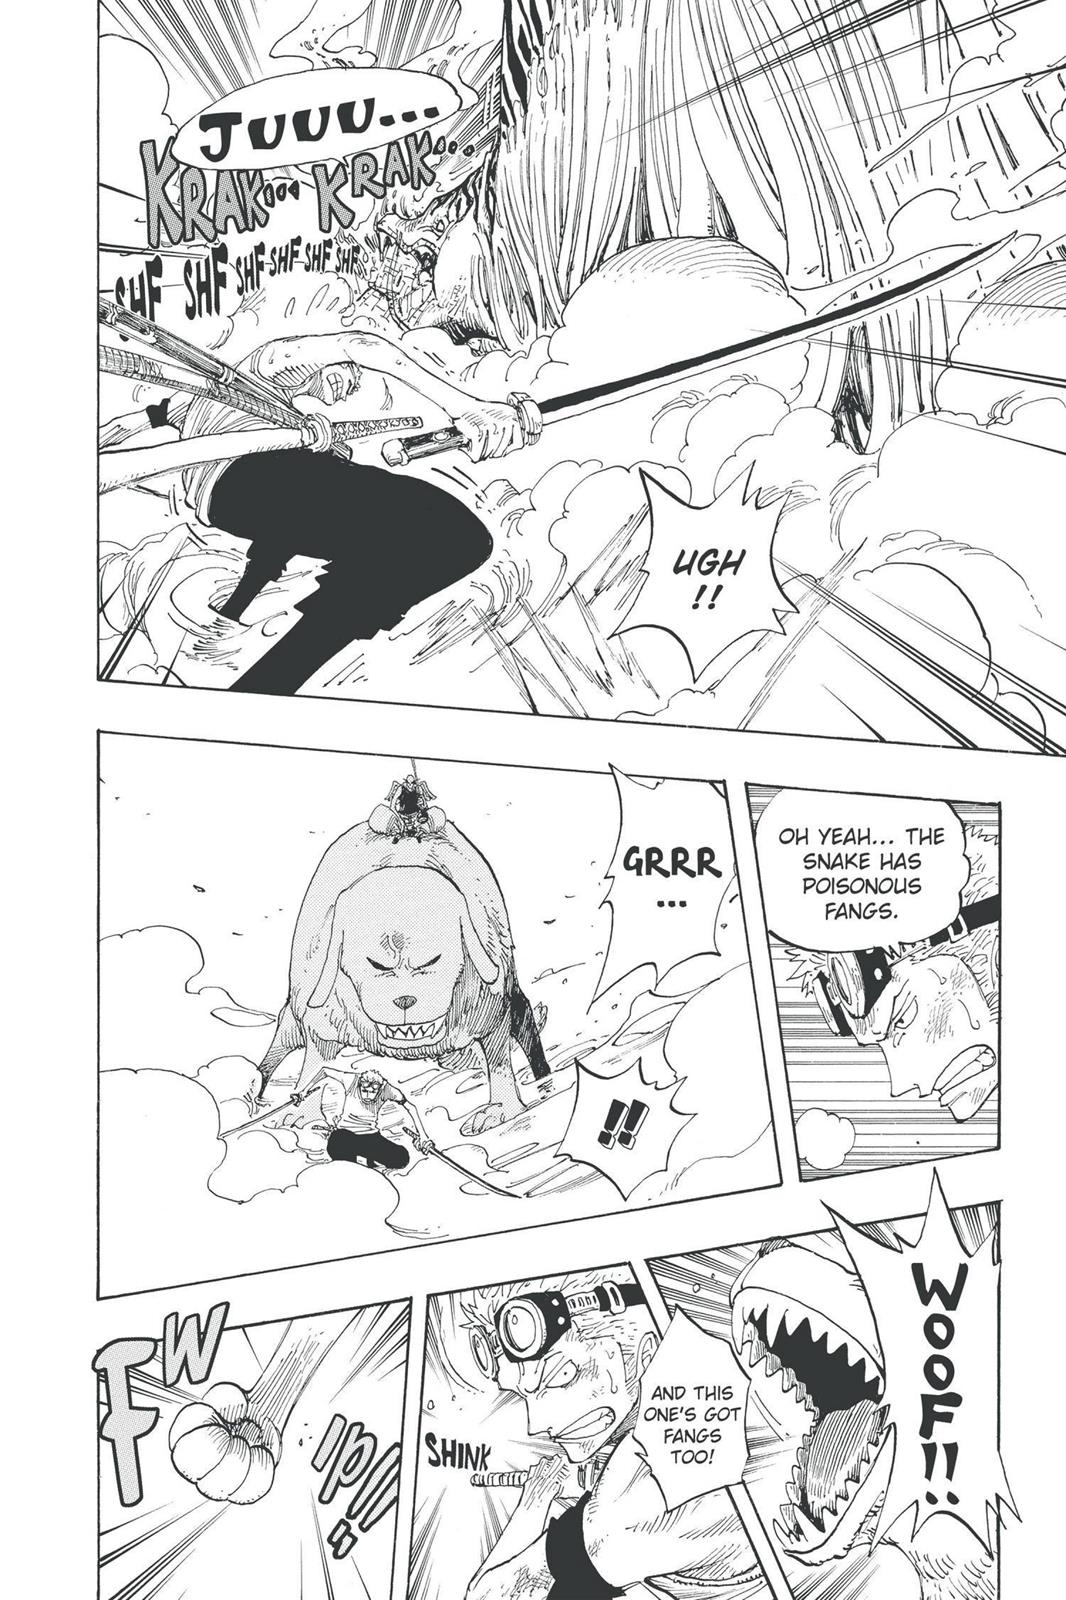 JUUU...
KRAK... KRAK...
SHF SHF SHF SHF SHF SHF
UGH
!!
OH YEAH... THE
SNAKE HAS
POISONOUS
FANGS.
GRRR
...
!!
WOOF!!
AND THIS
ONE'S GOT
FANGS
TOO!
SHINK
FWIP!!